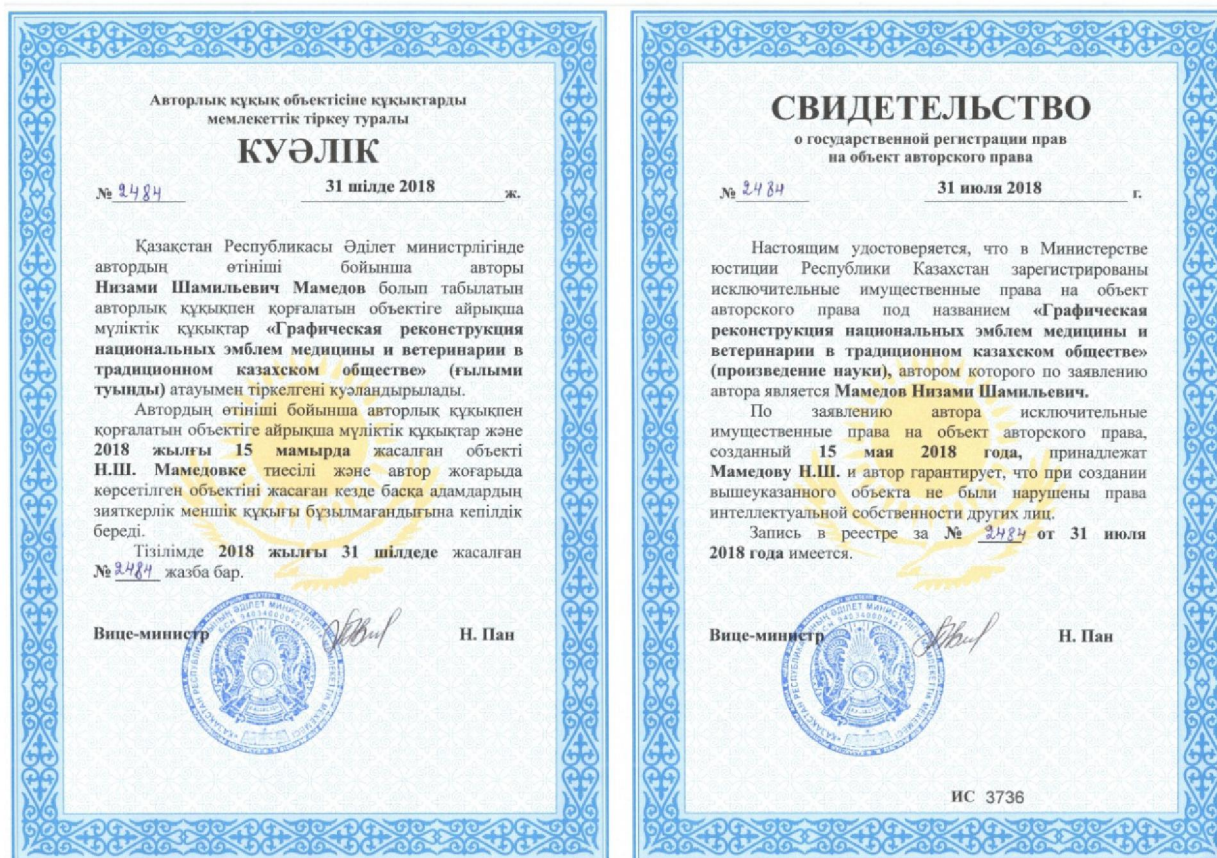 Авторлық құқық объектісіне құқықтарды
мемлекеттік тіркеу туралы
КУӘЛІК
№ 2484 31 шілде 2018 ж.
Қазақстан Республикасы Әділет министрлігінде
автордың өтініші бойынша авторы
Низами Шамильевич Мамедов болып табылатын
авторлық құқықпен қорғалатын объектіге айрықша
мүліктік құқықтар «Графическая реконструкция
национальных эмблем медицины и ветеринарии в
традиционном казахском обществе» (ғылыми
туынды) атауымен тіркелгені куәландырылады.
Автордың өтініші бойынша авторлық құқықпен
қорғалатын объектіге айрықша мүліктік құқықтар және
2018 жылғы 15 мамырда жасалған объекті
Н.Ш. Мамедовке тиесілі және автор жоғарыда
көрсетілген объектіні жасаған кезде басқа адамдардың
зияткерлік меншік құқығы бұзылмағандығына кепілдік
береді.
Тізілімде 2018 жылғы 31 шілдеде жасалған
№ 2484 жазба бар.
Вице-министр Н. Пан
СВИДЕТЕЛЬСТВО
о государственной регистрации прав
на объект авторского права
№ 2484 31 июля 2018 г.
Настоящим удостоверяется, что в Министерстве
юстиции Республики Казахстан зарегистрированы
исключительные имущественные права на объект
авторского права под названием «Графическая
реконструкция национальных эмблем медицины и
ветеринарии в традиционном казахском обществе»
(произведение науки), автором которого по заявлению
автора является Мамедов Низами Шамильевич.
По заявлению автора исключительные
имущественные права на объект авторского права,
созданный 15 мая 2018 года, принадлежат
Мамедову Н.Ш. и автор гарантирует, что при создании
вышеуказанного объекта не были нарушены права
интеллектуальной собственности других лиц.
Запись в реестре за № 2484 от 31 июля
2018 года имеется.
Вице-министр Н. Пан
ИС 3736